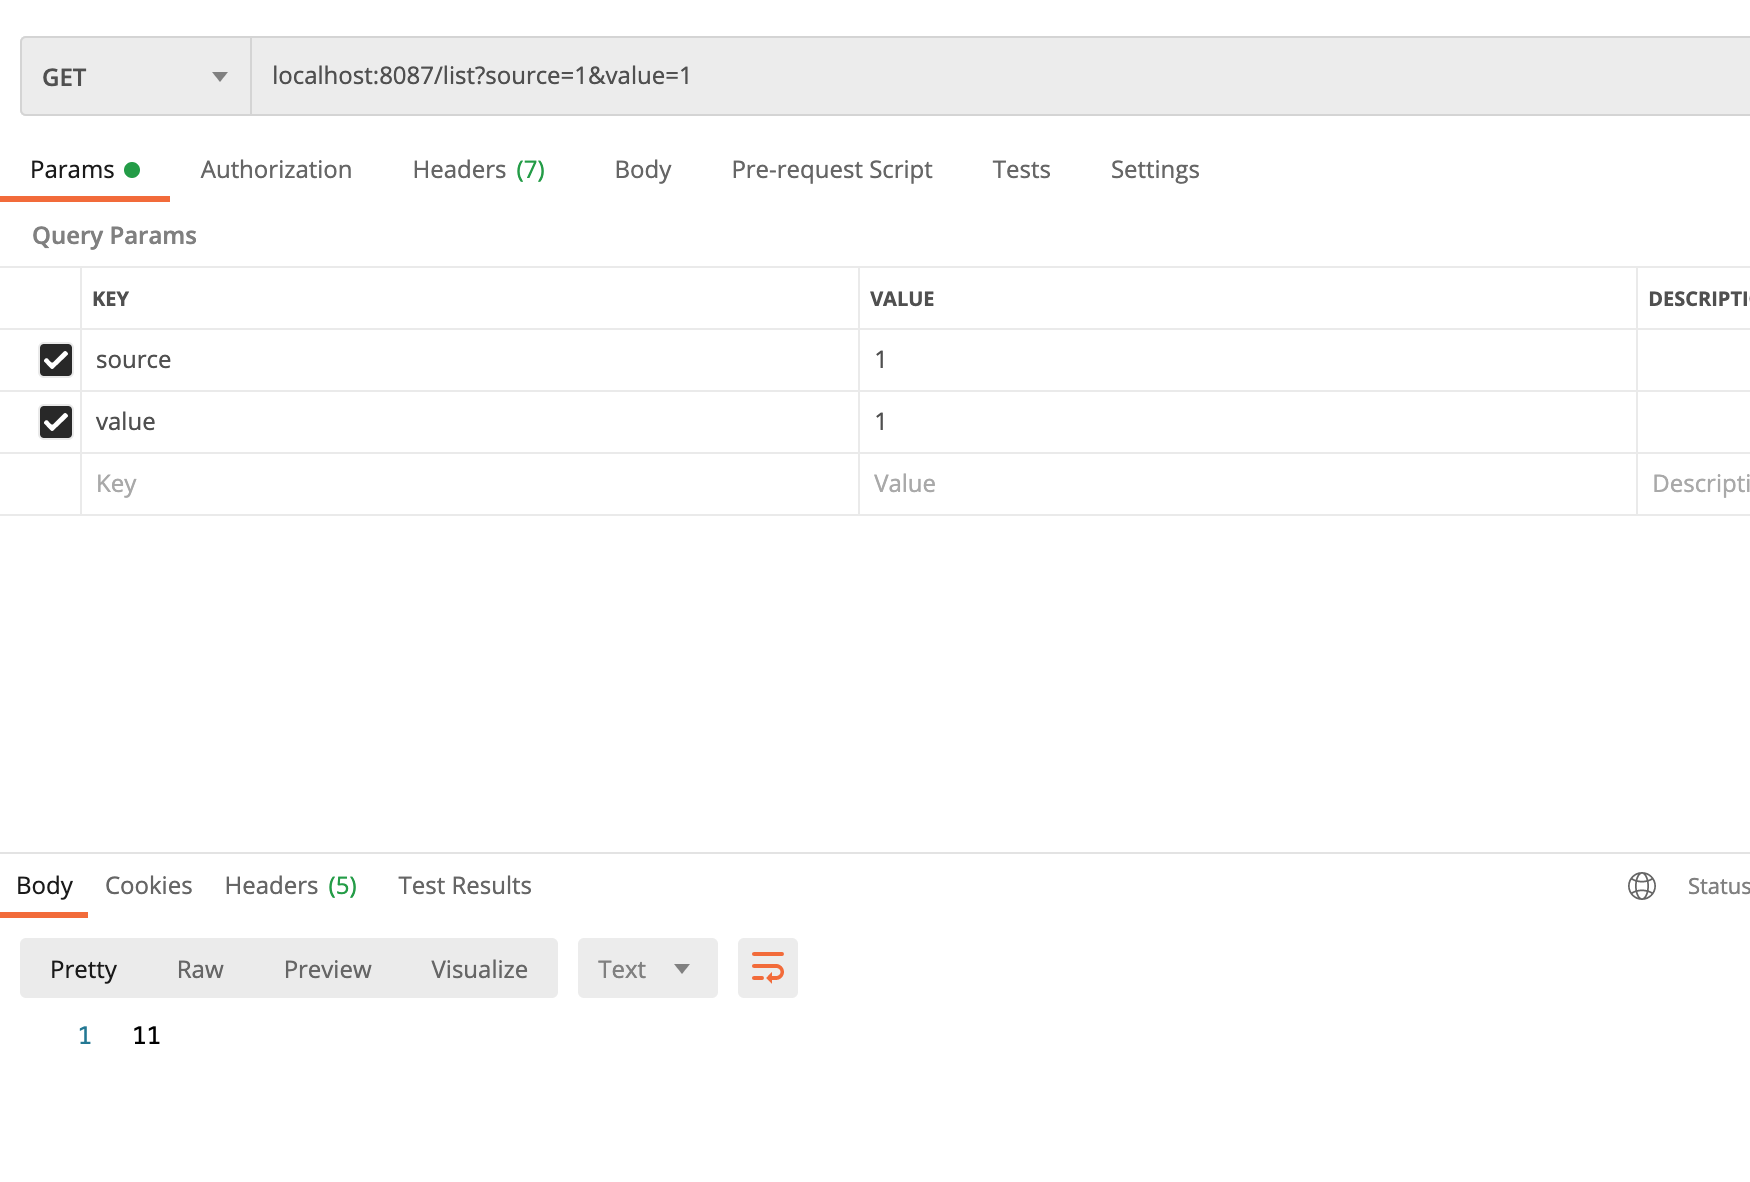 GET localhost:8087/list?source=1&value=1
Params Authorization Headers (7) Body Pre-request Script Tests Settings
Query Params
KEY VALUE DESCRIPTI
source 1
value 1
Key Value Descripti
Body Cookies Headers (5) Test Results Status
Pretty Raw Preview Visualize Text
1 11